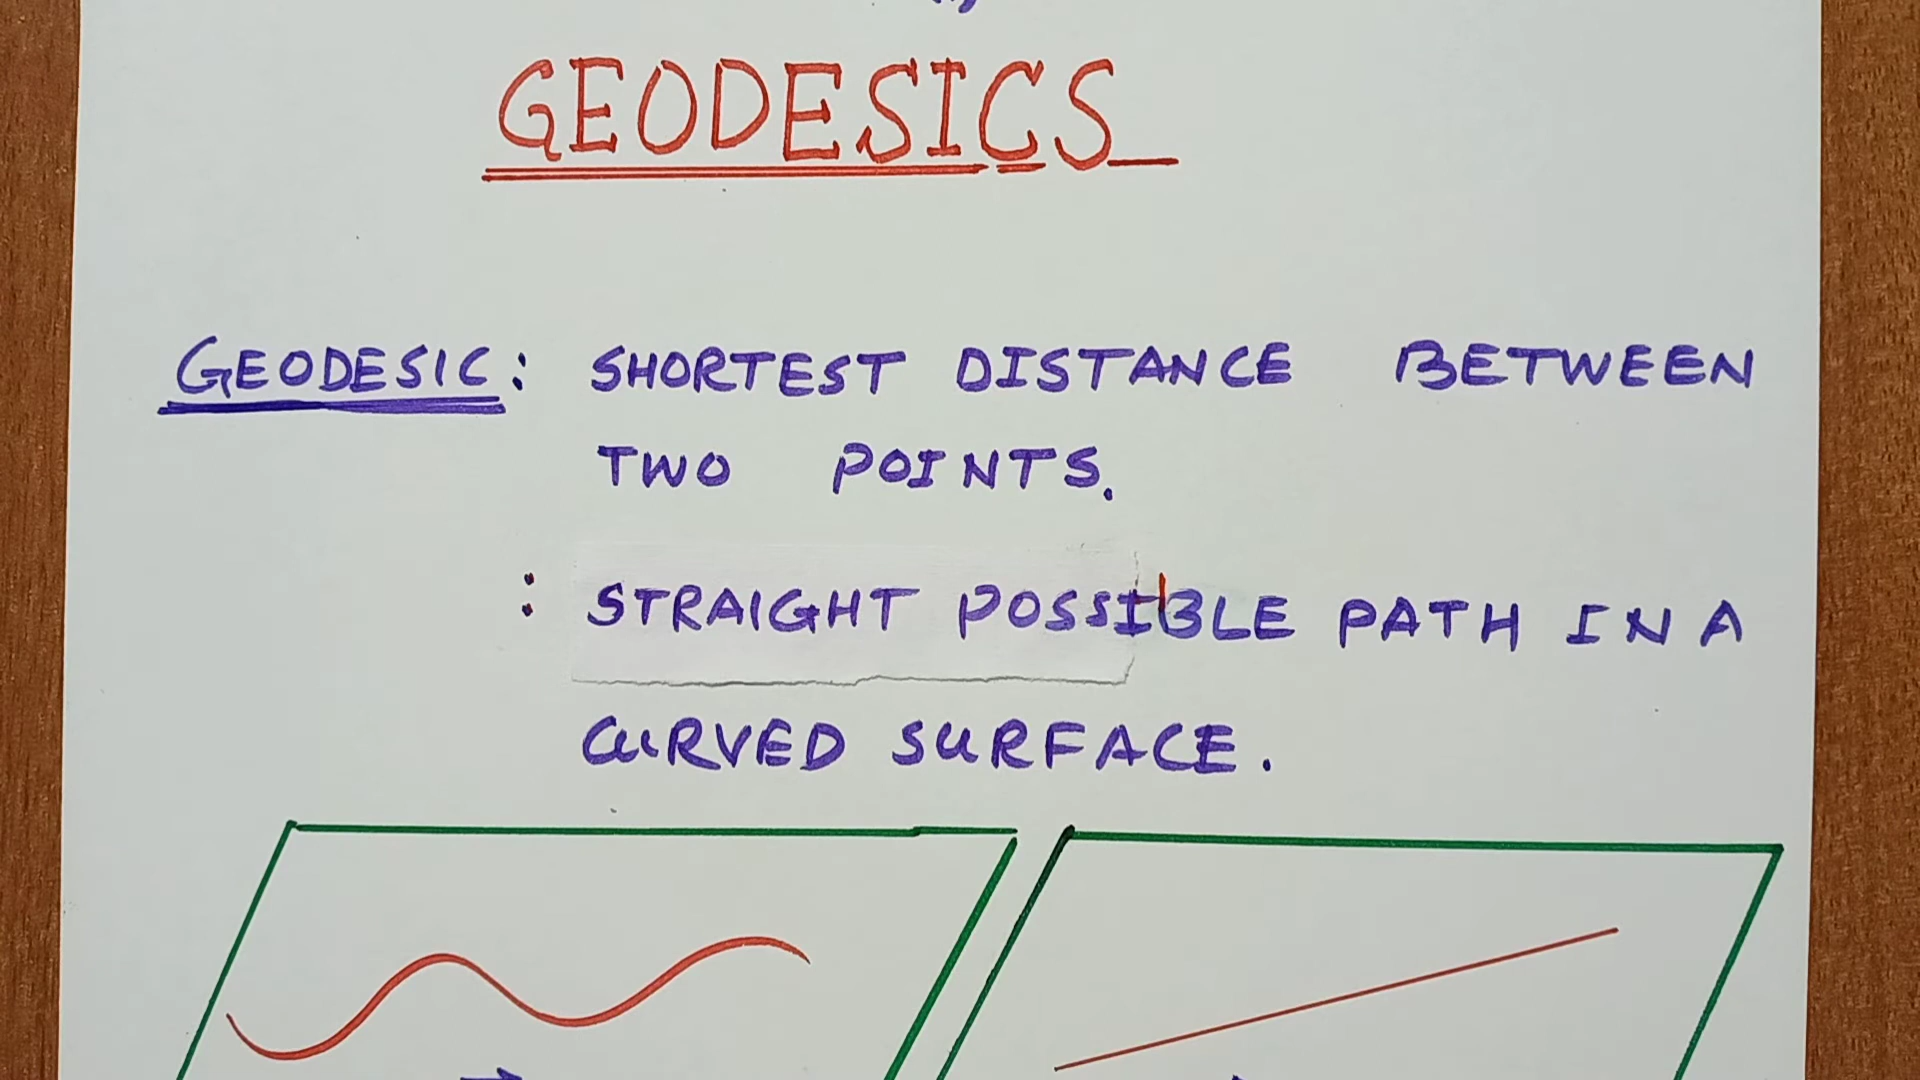 GEODESICS
GEODESIC: SHORTEST DISTANCE BETWEEN
TWO POINTS.
: STRAIGHT POSSIBLE PATH IN A
CURVED SURFACE.